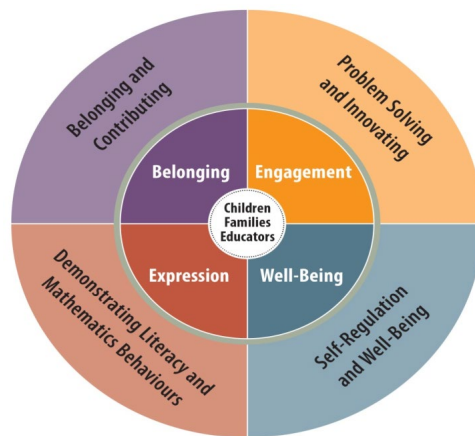 Belonging and
Contributing
Problem Solving
and Innovating
Belonging
Engagement
Children
Families
Educators
Expression
Well-Being
Demonstrating Literacy and
Mathematics Behaviours
Self-Regulation
and Well-Being